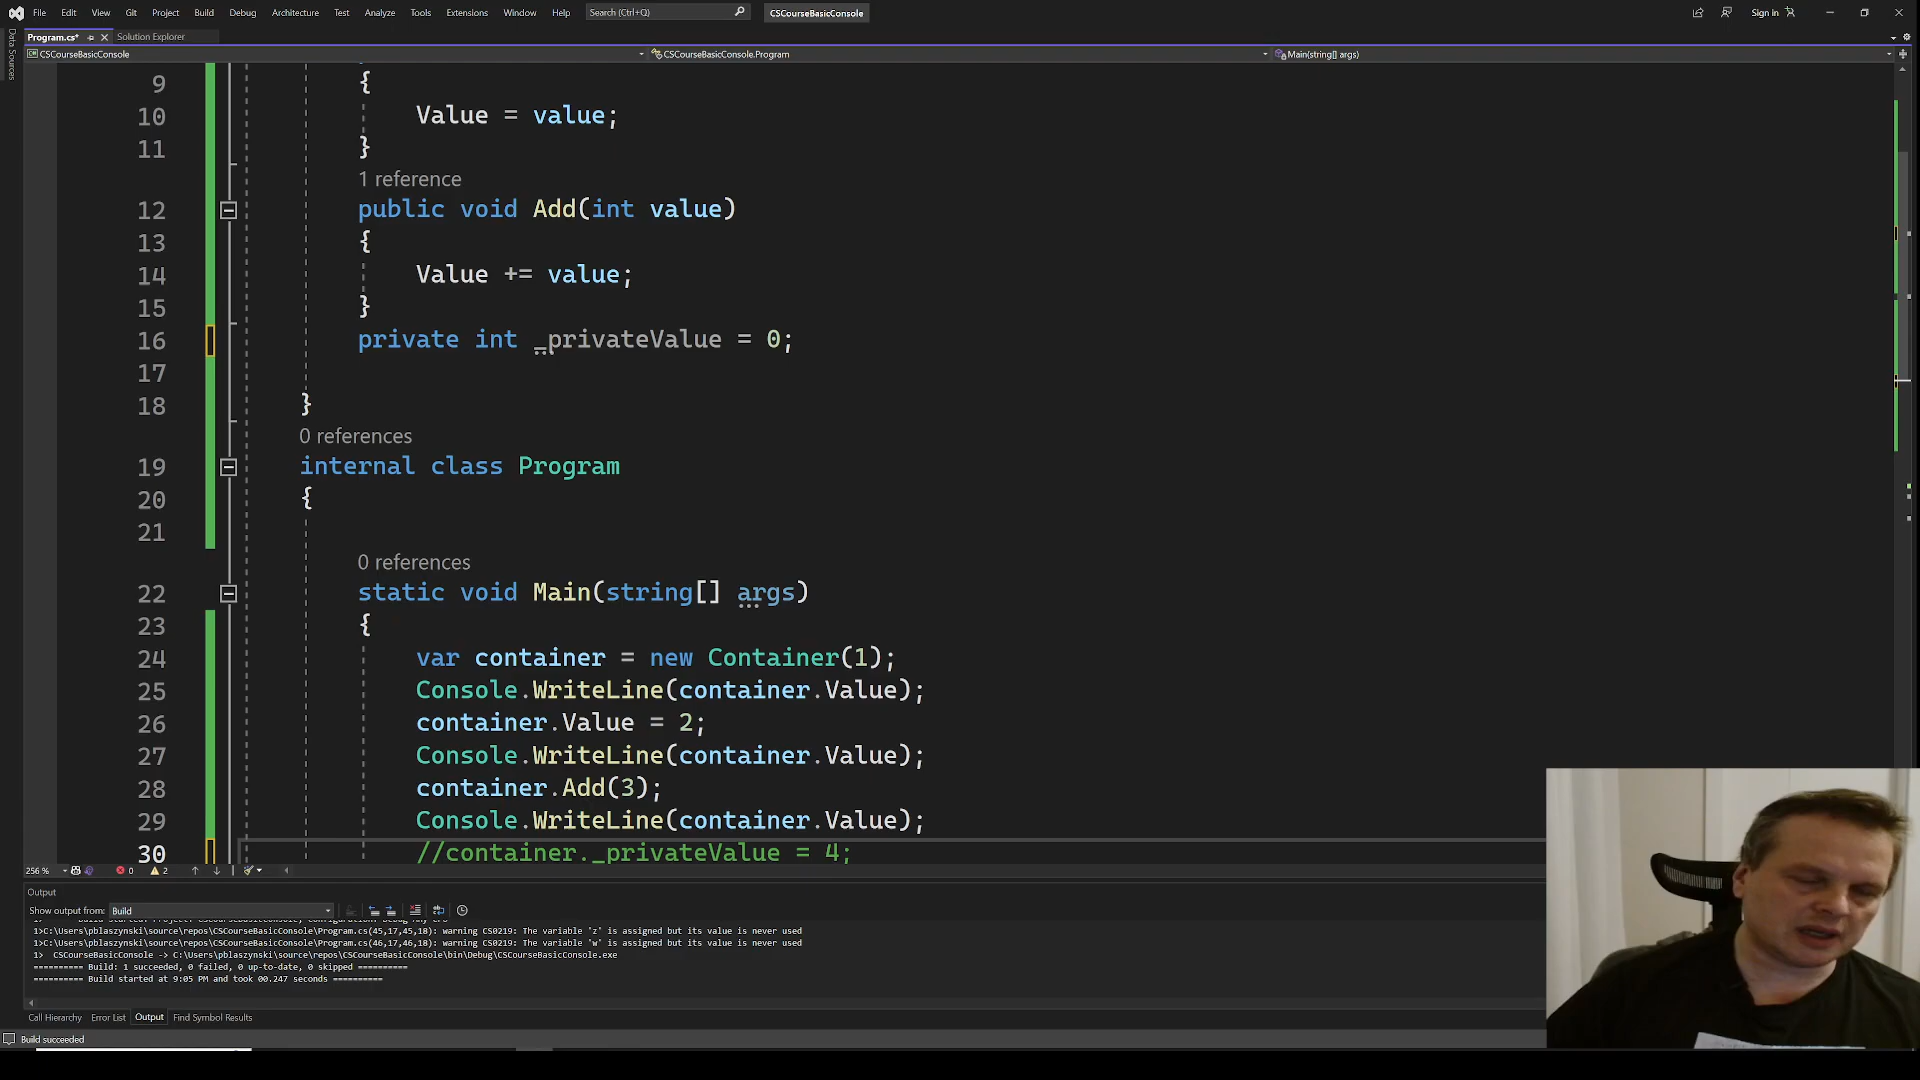 File Edit View Git Project Build Debug Architecture Test Analyze Tools Extensions Window Help Search (Ctrl+Q) CSCourseBasicConsole Sign in
Program.cs* Solution Explorer
Data Sources
CSCourseBasicConsole CSCourseBasicConsole.Program Main(string[] args)
9 {
10 Value = value;
11 }
1 reference
12 public void Add(int value)
13 {
14 Value += value;
15 }
16 private int _privateValue = 0;
17
18 }
0 references
19 internal class Program
20 {
21
0 references
22 static void Main(string[] args)
23 {
24 var container = new Container(1);
25 Console.WriteLine(container.Value);
26 container.Value = 2;
27 Console.WriteLine(container.Value);
28 container.Add(3);
29 Console.WriteLine(container.Value);
30 //container._privateValue = 4;
256 % 0 2
Output
Show output from: Build
1>C:\Users\pblaszynski\source\repos\CSCourseBasicConsole\Program.cs(45,17,45,18): warning CS0219: The variable 'z' is assigned but its value is never used
1>C:\Users\pblaszynski\source\repos\CSCourseBasicConsole\Program.cs(46,17,46,18): warning CS0219: The variable 'w' is assigned but its value is never used
1> CSCourseBasicConsole -> C:\Users\pblaszynski\source\repos\CSCourseBasicConsole\bin\Debug\CSCourseBasicConsole.exe
========== Build: 1 succeeded, 0 failed, 0 up-to-date, 0 skipped ==========
========== Build started at 9:05 PM and took 00.247 seconds ==========
Call Hierarchy Error List Output Find Symbol Results
Build succeeded